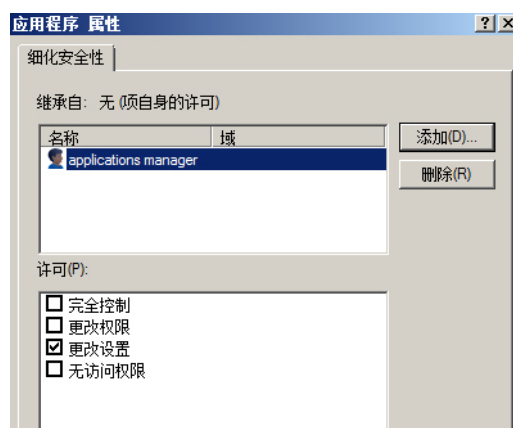 应用程序 属性
细化安全性
继承自: 无 (项自身的许可)
名称 域
applications manager
添加(D)...
删除(R)
许可(P):
完全控制
更改权限
更改设置
无访问权限